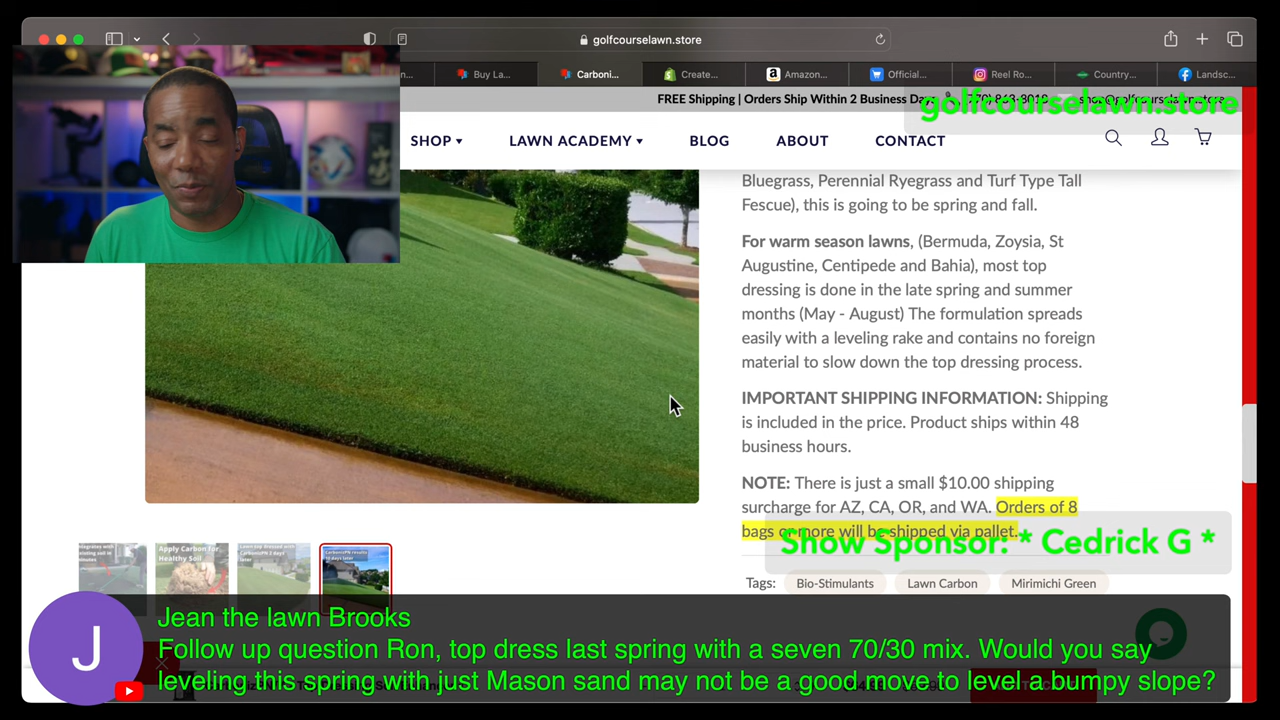 golfcourselawn.store
Buy La...
Carboni...
Create...
Amazon...
Official...
Reel Ro...
Country...
Landsc...
FREE Shipping | Orders Ship Within 2 Business Days
golfcourselawn.store
SHOP
LAWN ACADEMY
BLOG
ABOUT
CONTACT
Bluegrass, Perennial Ryegrass and Turf Type Tall
Fescue), this is going to be spring and fall.
For warm season lawns, (Bermuda, Zoysia, St
Augustine, Centipede and Bahia), most top
dressing is done in the late spring and summer
months (May - August) The formulation spreads
easily with a leveling rake and contains no foreign
material to slow down the top dressing process.
IMPORTANT SHIPPING INFORMATION: Shipping
is included in the price. Product ships within 48
business hours.
NOTE: There is just a small $10.00 shipping
surcharge for AZ, CA, OR, and WA. Orders of 8
bags or more will be shipped via pallet.
Show Sponsor: * Cedrick G *
Apply Carbon for
Healthy Soil
Tags:
Bio-Stimulants
Lawn Carbon
Mirimichi Green
J
Jean the lawn Brooks
Follow up question Ron, top dress last spring with a seven 70/30 mix. Would you say
leveling this spring with just Mason sand may not be a good move to level a bumpy slope?